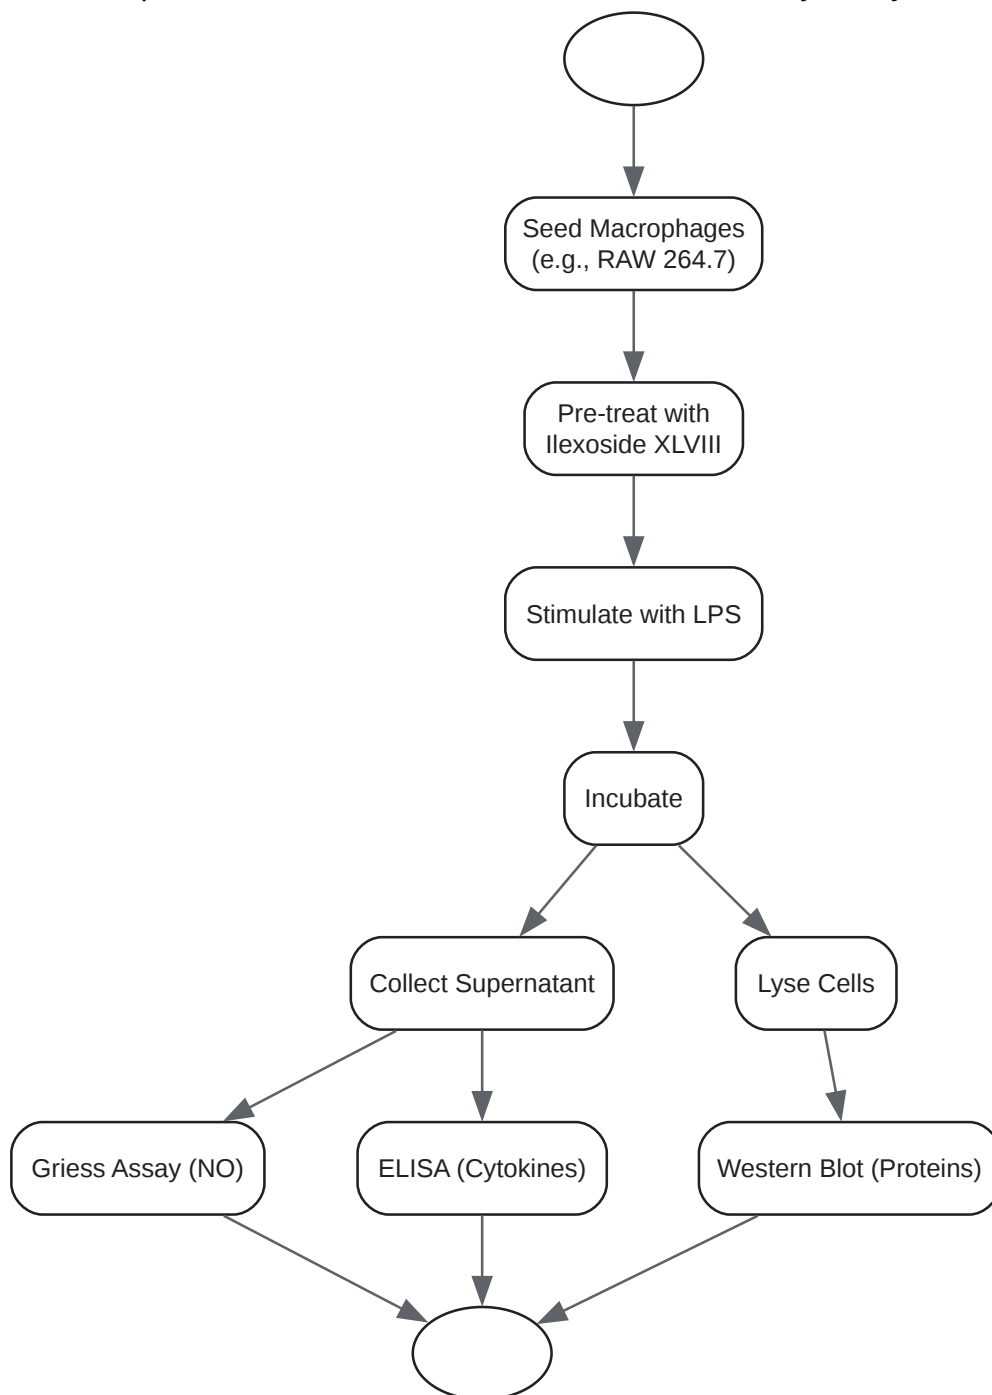 Seed Macrophages
(e.g., RAW 264.7)
Pre-treat with
Ilexoside XLVIII
Stimulate with LPS
Incubate
Collect Supernatant
Lyse Cells
Griess Assay (NO)
ELISA (Cytokines)
Western Blot (Proteins)